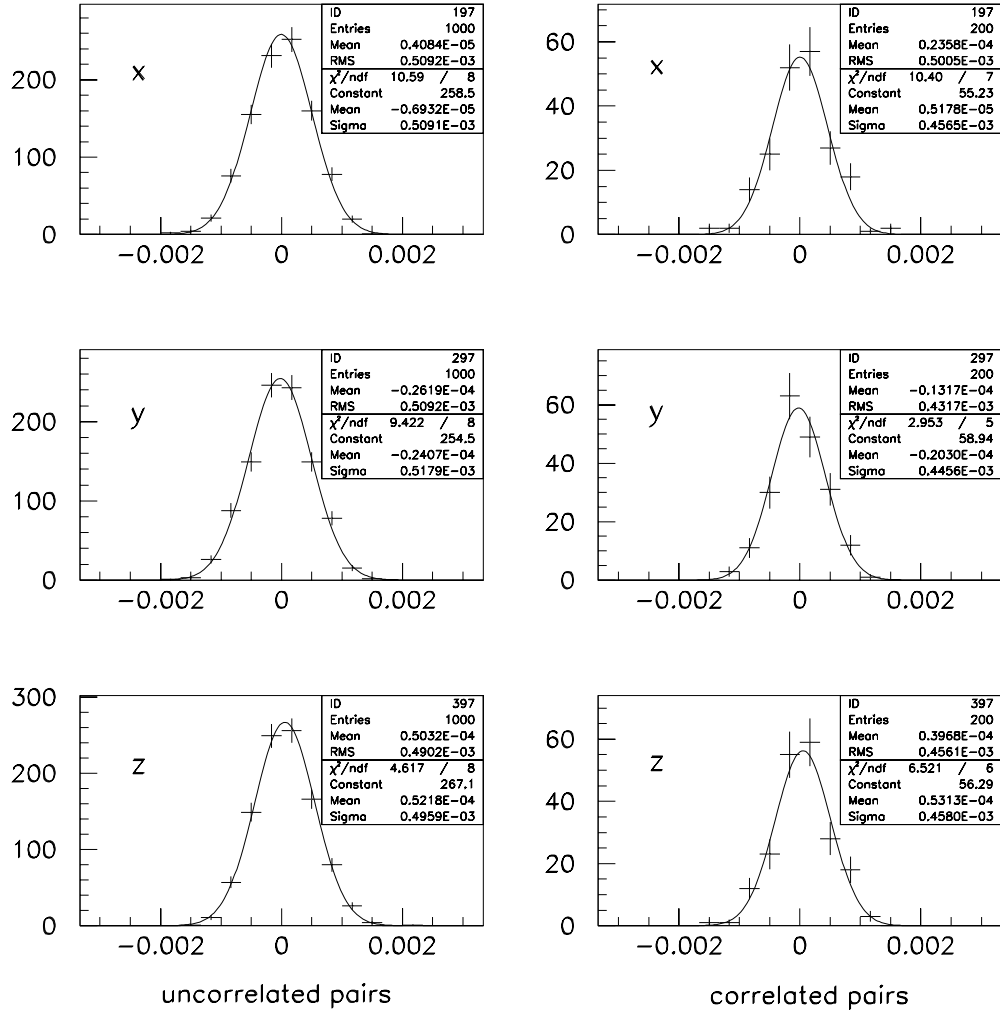 ID 197
Entries 1000
Mean 0.4084E-05
RMS 0.5092E-03
χ²/ndf 10.59 / 8
Constant 258.5
Mean -0.6932E-05
Sigma 0.5091E-03
x
200
100
0
-0.002 0 0.002
ID 197
Entries 200
Mean 0.2358E-04
RMS 0.5005E-03
χ²/ndf 10.40 / 7
Constant 55.23
Mean 0.5178E-05
Sigma 0.4565E-03
x
60
40
20
0
-0.002 0 0.002
ID 297
Entries 1000
Mean -0.2619E-04
RMS 0.5092E-03
χ²/ndf 9.422 / 8
Constant 254.5
Mean -0.2407E-04
Sigma 0.5179E-03
y
200
100
0
-0.002 0 0.002
ID 297
Entries 200
Mean -0.1317E-04
RMS 0.4317E-03
χ²/ndf 2.953 / 5
Constant 58.94
Mean -0.2030E-04
Sigma 0.4456E-03
y
60
40
20
0
-0.002 0 0.002
ID 397
Entries 1000
Mean 0.5032E-04
RMS 0.4902E-03
χ²/ndf 4.617 / 8
Constant 267.1
Mean 0.5218E-04
Sigma 0.4959E-03
z
300
200
100
0
-0.002 0 0.002
uncorrelated pairs
ID 397
Entries 200
Mean 0.3968E-04
RMS 0.4561E-03
χ²/ndf 6.521 / 6
Constant 56.29
Mean 0.5313E-04
Sigma 0.4580E-03
z
60
40
20
0
-0.002 0 0.002
correlated pairs